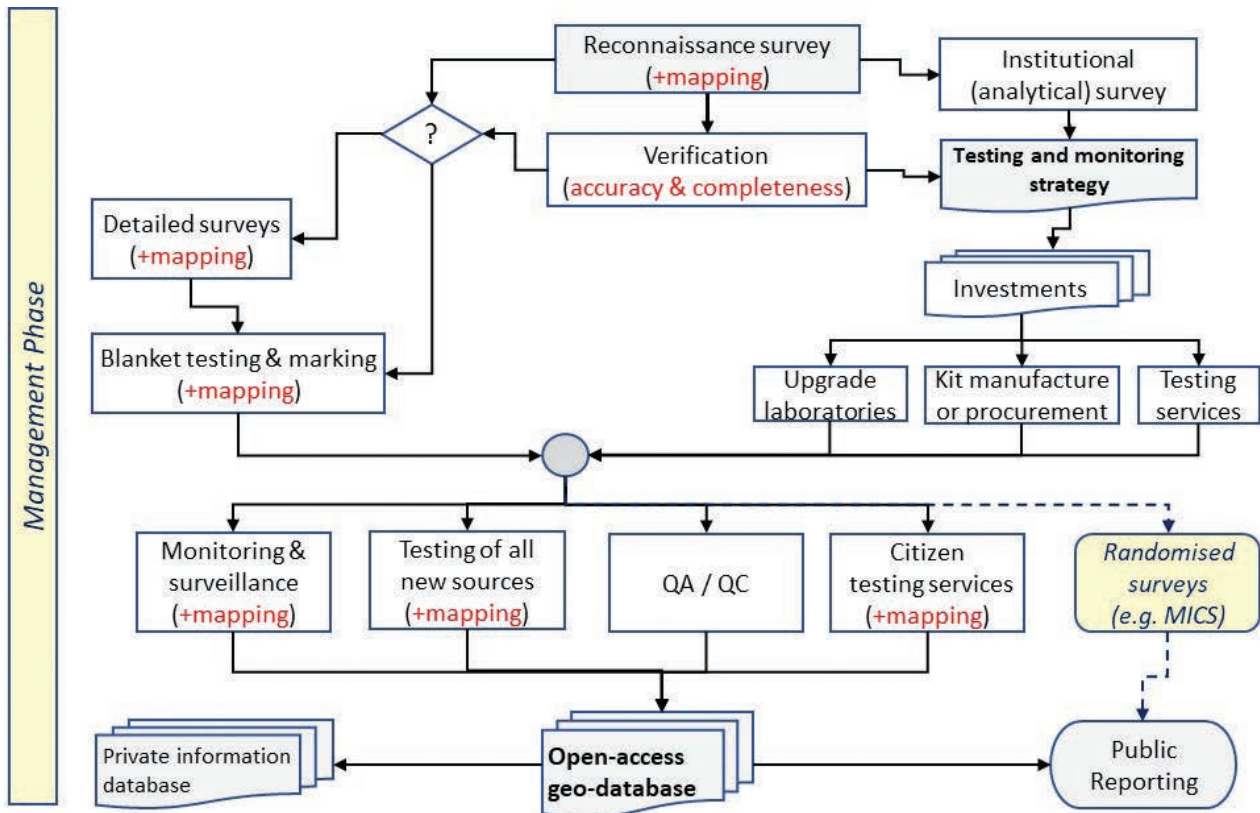 Management Phase
Reconnaissance survey
(+mapping)
Institutional
(analytical) survey
?
Verification
(accuracy & completeness)
Testing and monitoring
strategy
Detailed surveys
(+mapping)
Investments
Blanket testing & marking
(+mapping)
Upgrade
laboratories
Kit manufacture
or procurement
Testing
services
Monitoring &
surveillance
(+mapping)
Testing of all
new sources
(+mapping)
QA / QC
Citizen
testing services
(+mapping)
Randomised
surveys
(e.g. MICS)
Private information
database
Open-access
geo-database
Public
Reporting